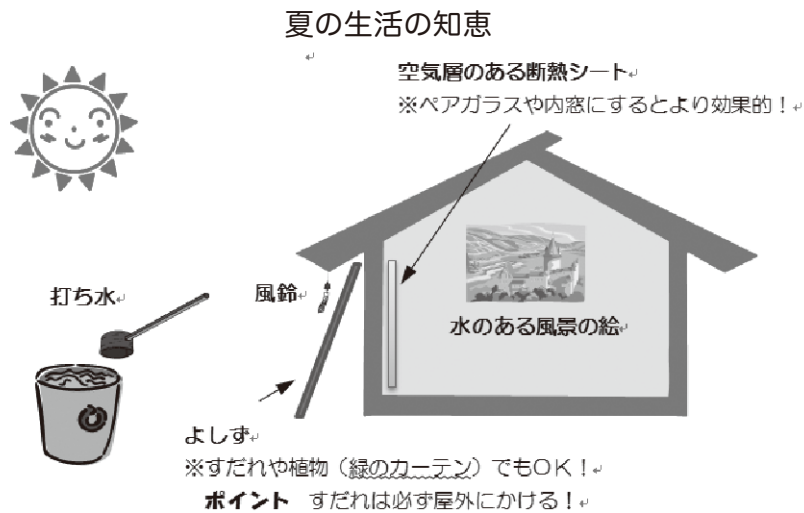 夏の生活の知恵
空気層のある断熱シート
※ペアガラスや内窓にするとより効果的！
打ち水
風鈴
水のある風景の絵
よしず
※すだれや植物（緑のカーテン）でもＯＫ！
ポイント　すだれは必ず屋外にかける！